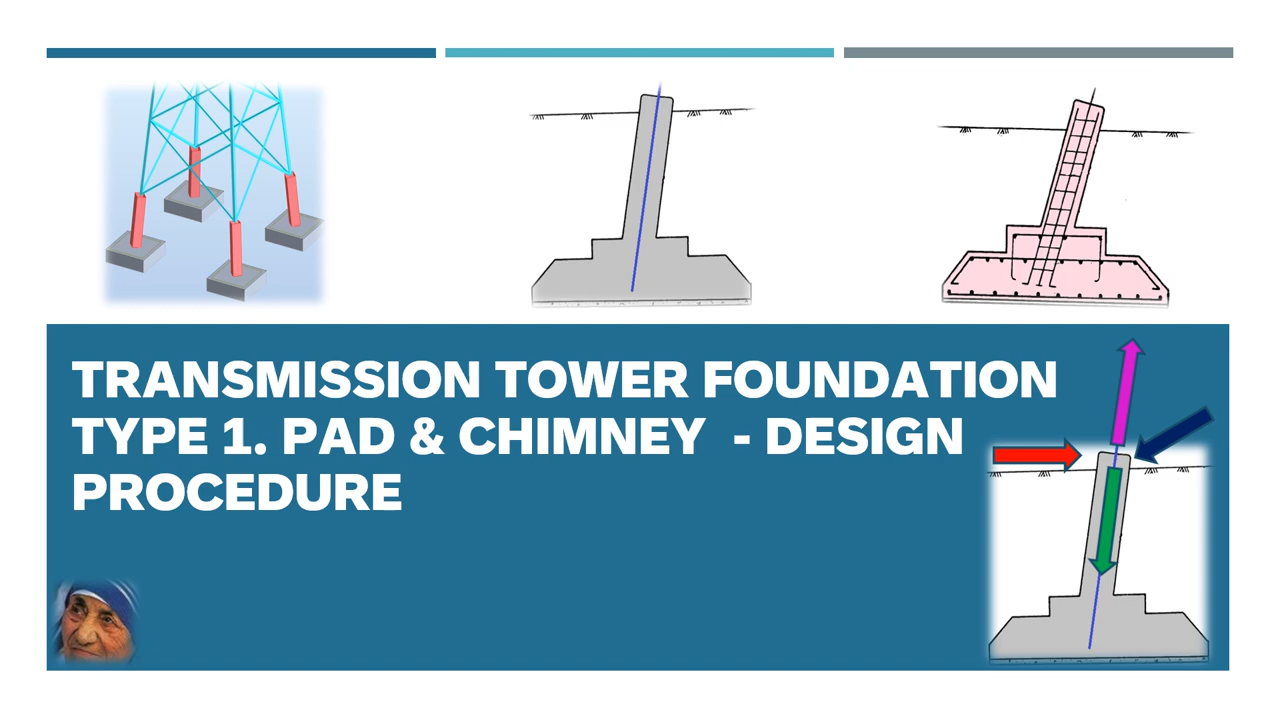 TRANSMISSION TOWER FOUNDATION
TYPE 1. PAD & CHIMNEY - DESIGN
PROCEDURE